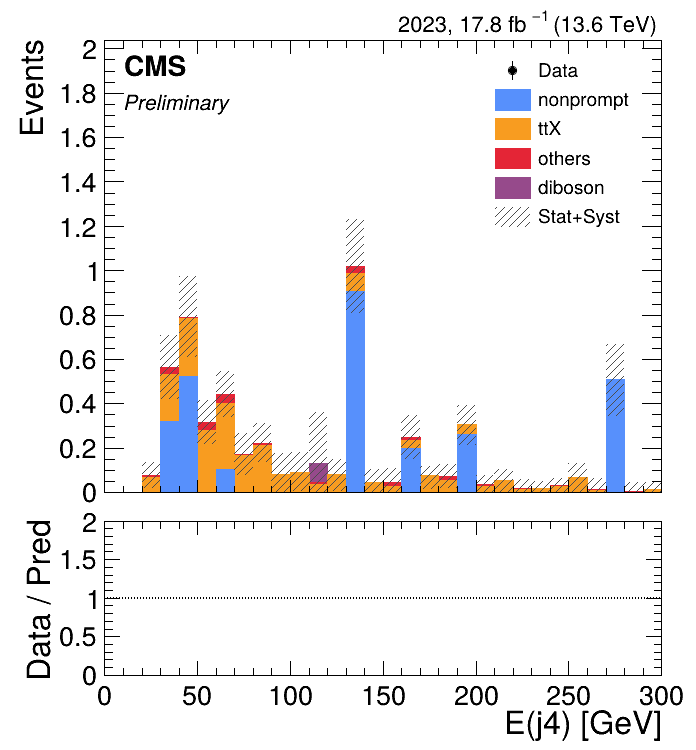 2023, 17.8 fb⁻¹ (13.6 TeV)
CMS
Preliminary
Events
2
1.8
1.6
1.4
1.2
1
0.8
0.6
0.4
0.2
0
Data
nonprompt
ttX
others
diboson
Stat+Syst
Data / Pred
2
1.5
1
0.5
0
0 50 100 150 200 250 300
E(j4) [GeV]